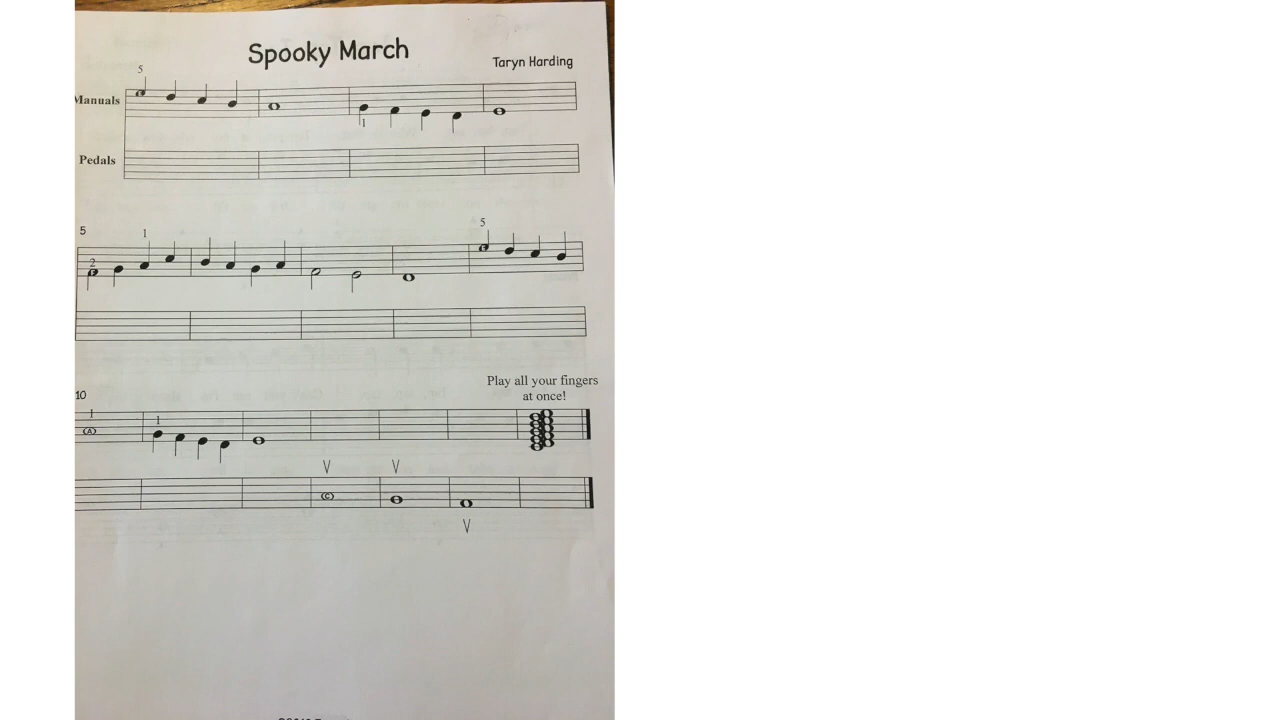 Spooky March
Taryn Harding
5
Manuals
1
Pedals
5
1
5
2
Play all your fingers
at once!
10
1
1
(A)
V V
(C)
V